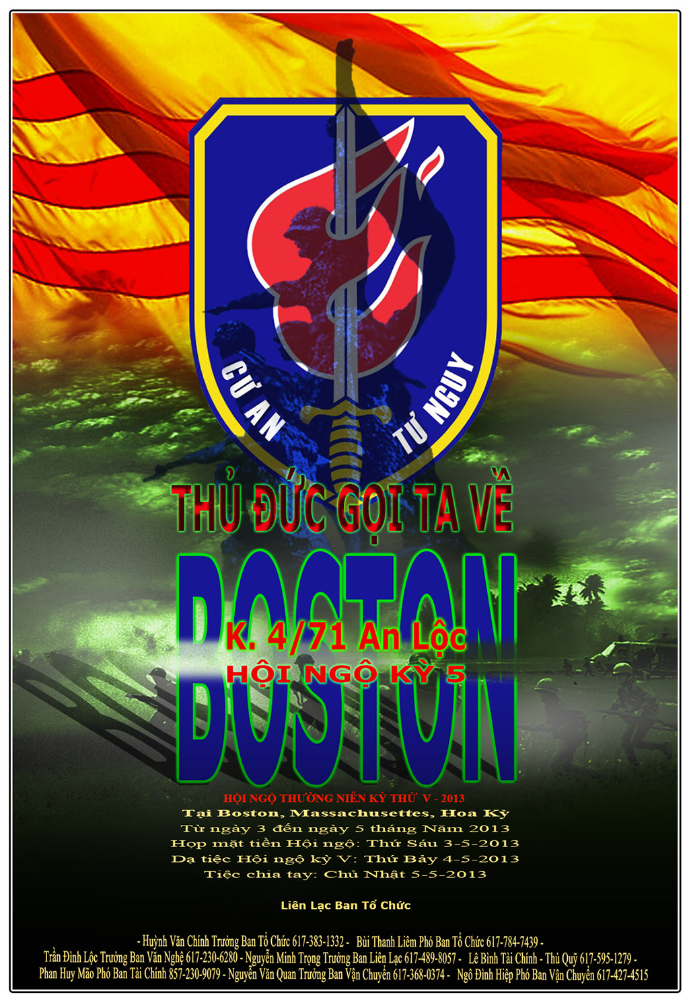 CƯ AN
TƯ NGUY
THỦ ĐỨC GỌI TA VỀ
BOSTON
K. 4/71 An Lộc
HỘI NGỘ KỲ 5
HỘI NGỘ THƯỜNG NIÊN KỲ THỨ V - 2013
Tại Boston, Massachusettes, Hoa Kỳ
Từ ngày 3 đến ngày 5 tháng Năm 2013
Họp mặt tiền Hội ngộ: Thứ Sáu 3-5-2013
Dạ tiệc Hội ngộ kỳ V: Thứ Bảy 4-5-2013
Tiệc chia tay: Chủ Nhật 5-5-2013
Liên Lạc Ban Tổ Chức
- Huỳnh Văn Chính Trưởng Ban Tổ Chức 617-383-1332 - Bùi Thanh Liêm Phó Ban Tổ Chức 617-784-7439 -
Trần Đình Lộc Trưởng Ban Văn Nghệ 617-230-6280 - Nguyễn Minh Trọng Trưởng Ban Liên Lạc 617-489-8057 - Lê Bình Tài Chính - Thủ Quỹ 617-595-1279 -
Phan Huy Mão Phó Ban Tài Chính 857-230-9079 - Nguyễn Văn Quan Trưởng Ban Vận Chuyển 617-368-0374 - Ngô Đình Hiệp Phó Ban Vận Chuyển 617-427-4515